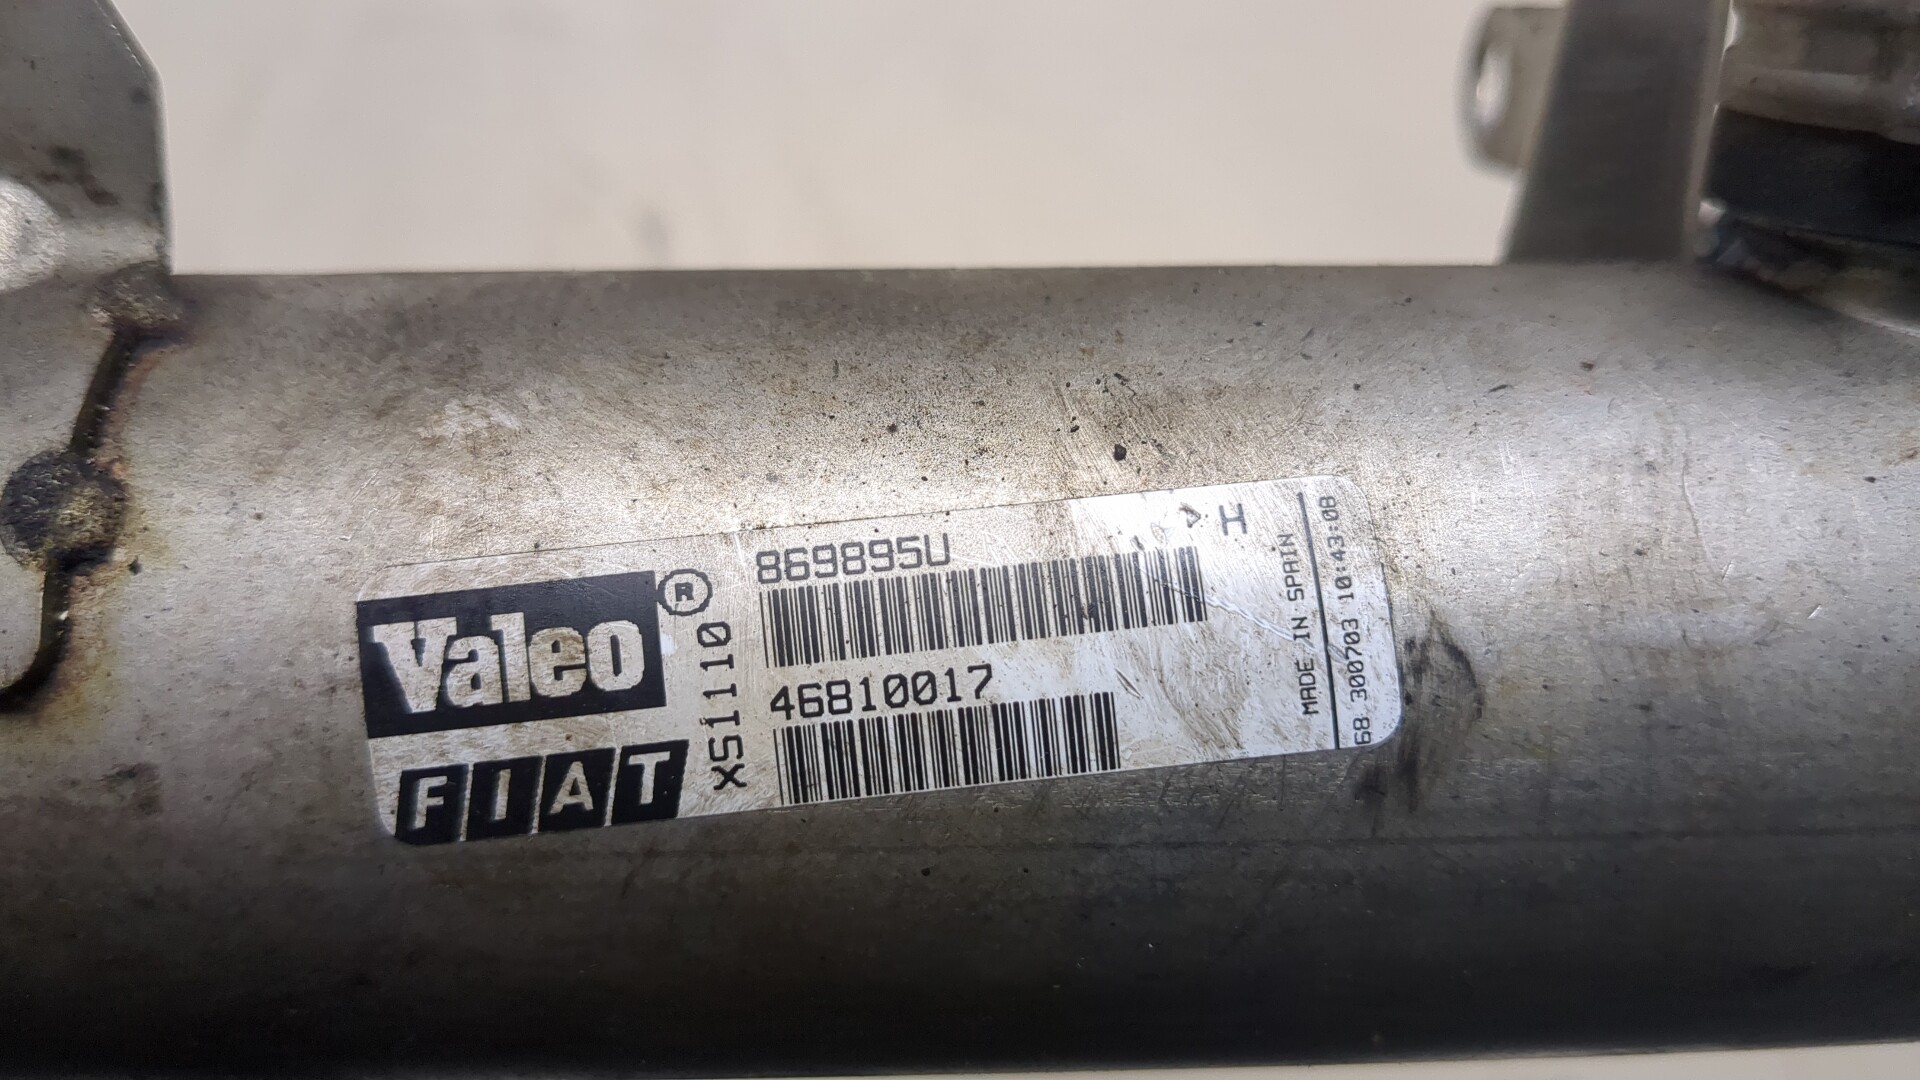 Valeo ®
FIAT
XS1110
869895U
46810017
H
MADE IN SPAIN
68 300703 10:43:08